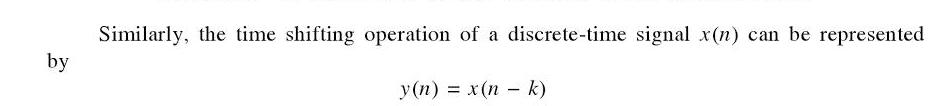 Similarly, the time shifting operation of a discrete-time signal x(n) can be represented
by
y(n) = x(n − k)